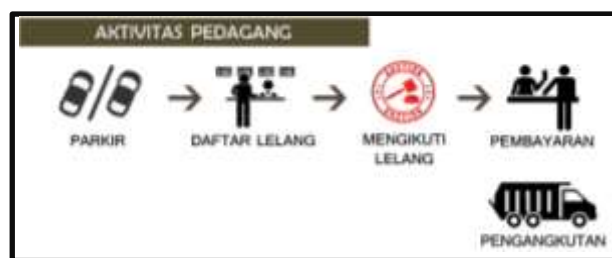 AKTIVITAS PEDAGANG
PARKIR
DAFTAR LELANG
MENGIKUTI
LELANG
PEMBAYARAN
PENGANGKUTAN